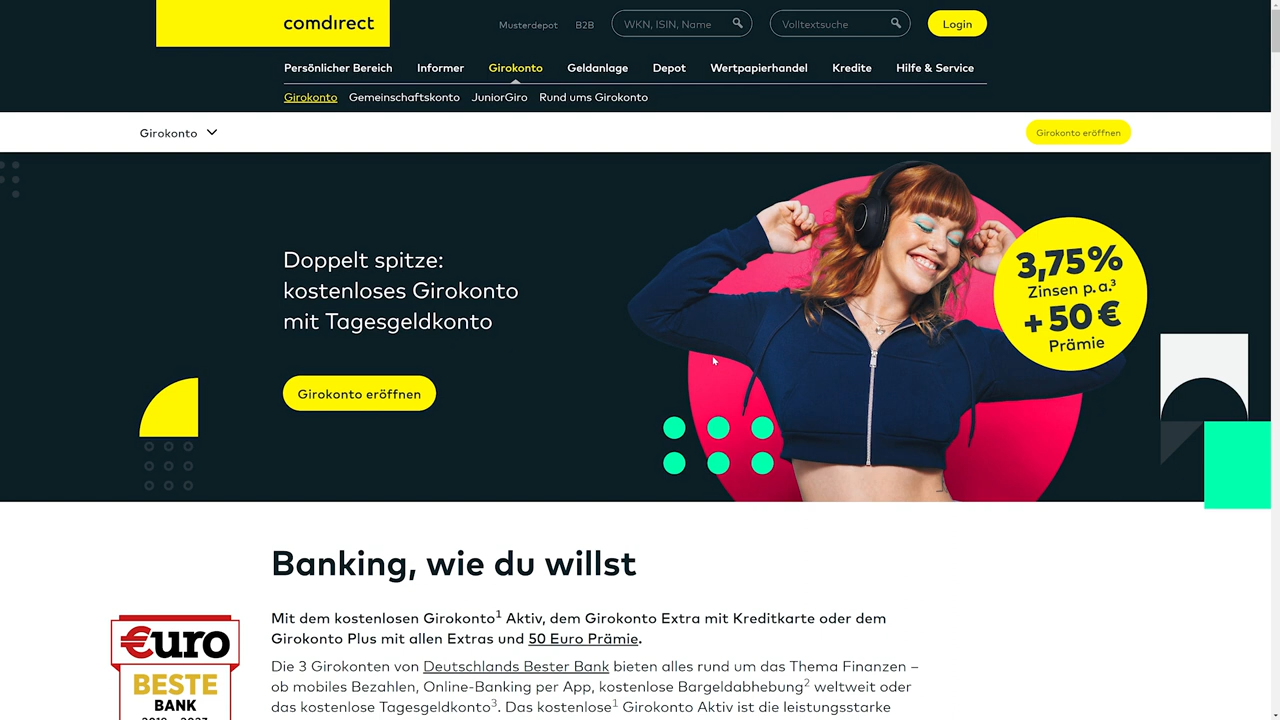 comdirect
Musterdepot B2B WKN, ISIN, Name Volltextsuche Login
Persönlicher Bereich Informer Girokonto Geldanlage Depot Wertpapierhandel Kredite Hilfe & Service
Girokonto Gemeinschaftskonto JuniorGiro Rund ums Girokonto
Girokonto Girokonto eröffnen
Doppelt spitze:
kostenloses Girokonto
mit Tagesgeldkonto
Girokonto eröffnen
3,75%
Zinsen p. a.³
+ 50 €
Prämie
Banking, wie du willst
Mit dem kostenlosen Girokonto¹ Aktiv, dem Girokonto Extra mit Kreditkarte oder dem
Girokonto Plus mit allen Extras und 50 Euro Prämie.
Die 3 Girokonten von Deutschlands Bester Bank bieten alles rund um das Thema Finanzen –
ob mobiles Bezahlen, Online-Banking per App, kostenlose Bargeldabhebung² weltweit oder
das kostenlose Tagesgeldkonto³. Das kostenlose¹ Girokonto Aktiv ist die leistungsstarke
€uro
BESTE
BANK